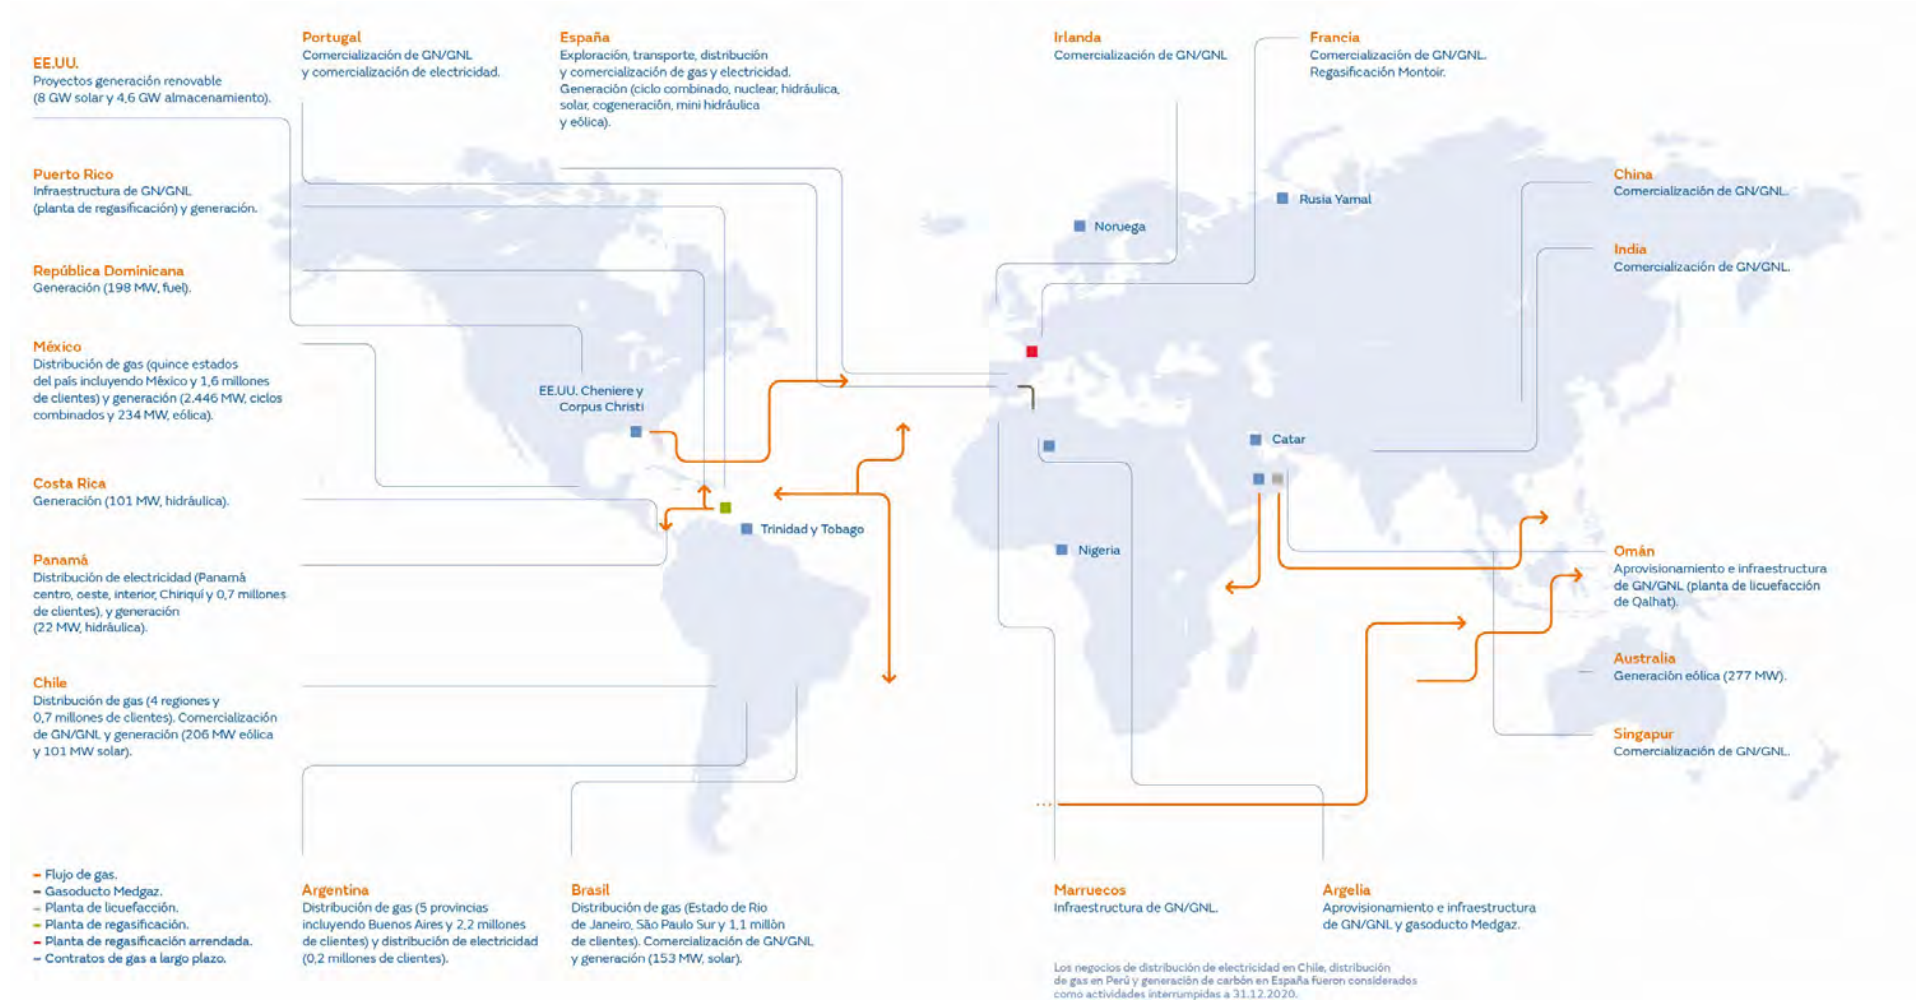 EE.UU.
Proyectos generación renovable
(8 GW solar y 4,6 GW almacenamiento).
Portugal
Comercialización de GN/GNL
y comercialización de electricidad.
España
Exploración, transporte, distribución
y comercialización de gas y electricidad.
Generación (ciclo combinado, nuclear, hidráulica,
solar, cogeneración, mini hidráulica
y eólica).
Irlanda
Comercialización de GN/GNL
Francia
Comercialización de GN/GNL.
Regasificación Montoir.
Puerto Rico
Infraestructura de GN/GNL
(planta de regasificación) y generación.
República Dominicana
Generación (198 MW, fuel).
México
Distribución de gas (quince estados
del país incluyendo México y 1,6 millones
de clientes) y generación (2.446 MW, ciclos
combinados y 234 MW, eólica).
Costa Rica
Generación (101 MW, hidráulica).
Panamá
Distribución de electricidad (Panamá
centro, oeste, interior, Chiriquí y 0,7 millones
de clientes), y generación
(22 MW, hidráulica).
Chile
Distribución de gas (4 regiones y
0,7 millones de clientes). Comercialización
de GN/GNL y generación (206 MW eólica
y 101 MW solar).
EE.UU. Cheniere y
Corpus Christi
Trinidad y Tobago
Noruega
Rusia Yamal
Catar
Nigeria
China
Comercialización de GN/GNL.
India
Comercialización de GN/GNL.
Omán
Aprovisionamiento e infraestructura
de GN/GNL (planta de licuefacción
de Qalhat).
Australia
Generación eólica (277 MW).
Singapur
Comercialización de GN/GNL.
Flujo de gas.
Gasoducto Medgaz.
Planta de licuefacción.
Planta de regasificación.
Planta de regasificación arrendada.
Contratos de gas a largo plazo.
Argentina
Distribución de gas (5 provincias
incluyendo Buenos Aires y 2,2 millones
de clientes) y distribución de electricidad
(0,2 millones de clientes).
Brasil
Distribución de gas (Estado de Rio
de Janeiro, São Paulo Sur y 1,1 millón
de clientes). Comercialización de GN/GNL
y generación (153 MW, solar).
Marruecos
Infraestructura de GN/GNL.
Argelia
Aprovisionamiento e infraestructura
de GN/GNL y gasoducto Medgaz.
Los negocios de distribución de electricidad en Chile, distribución
de gas en Perú y generación de carbón en España fueron considerados
como actividades interrumpidas a 31.12.2020.